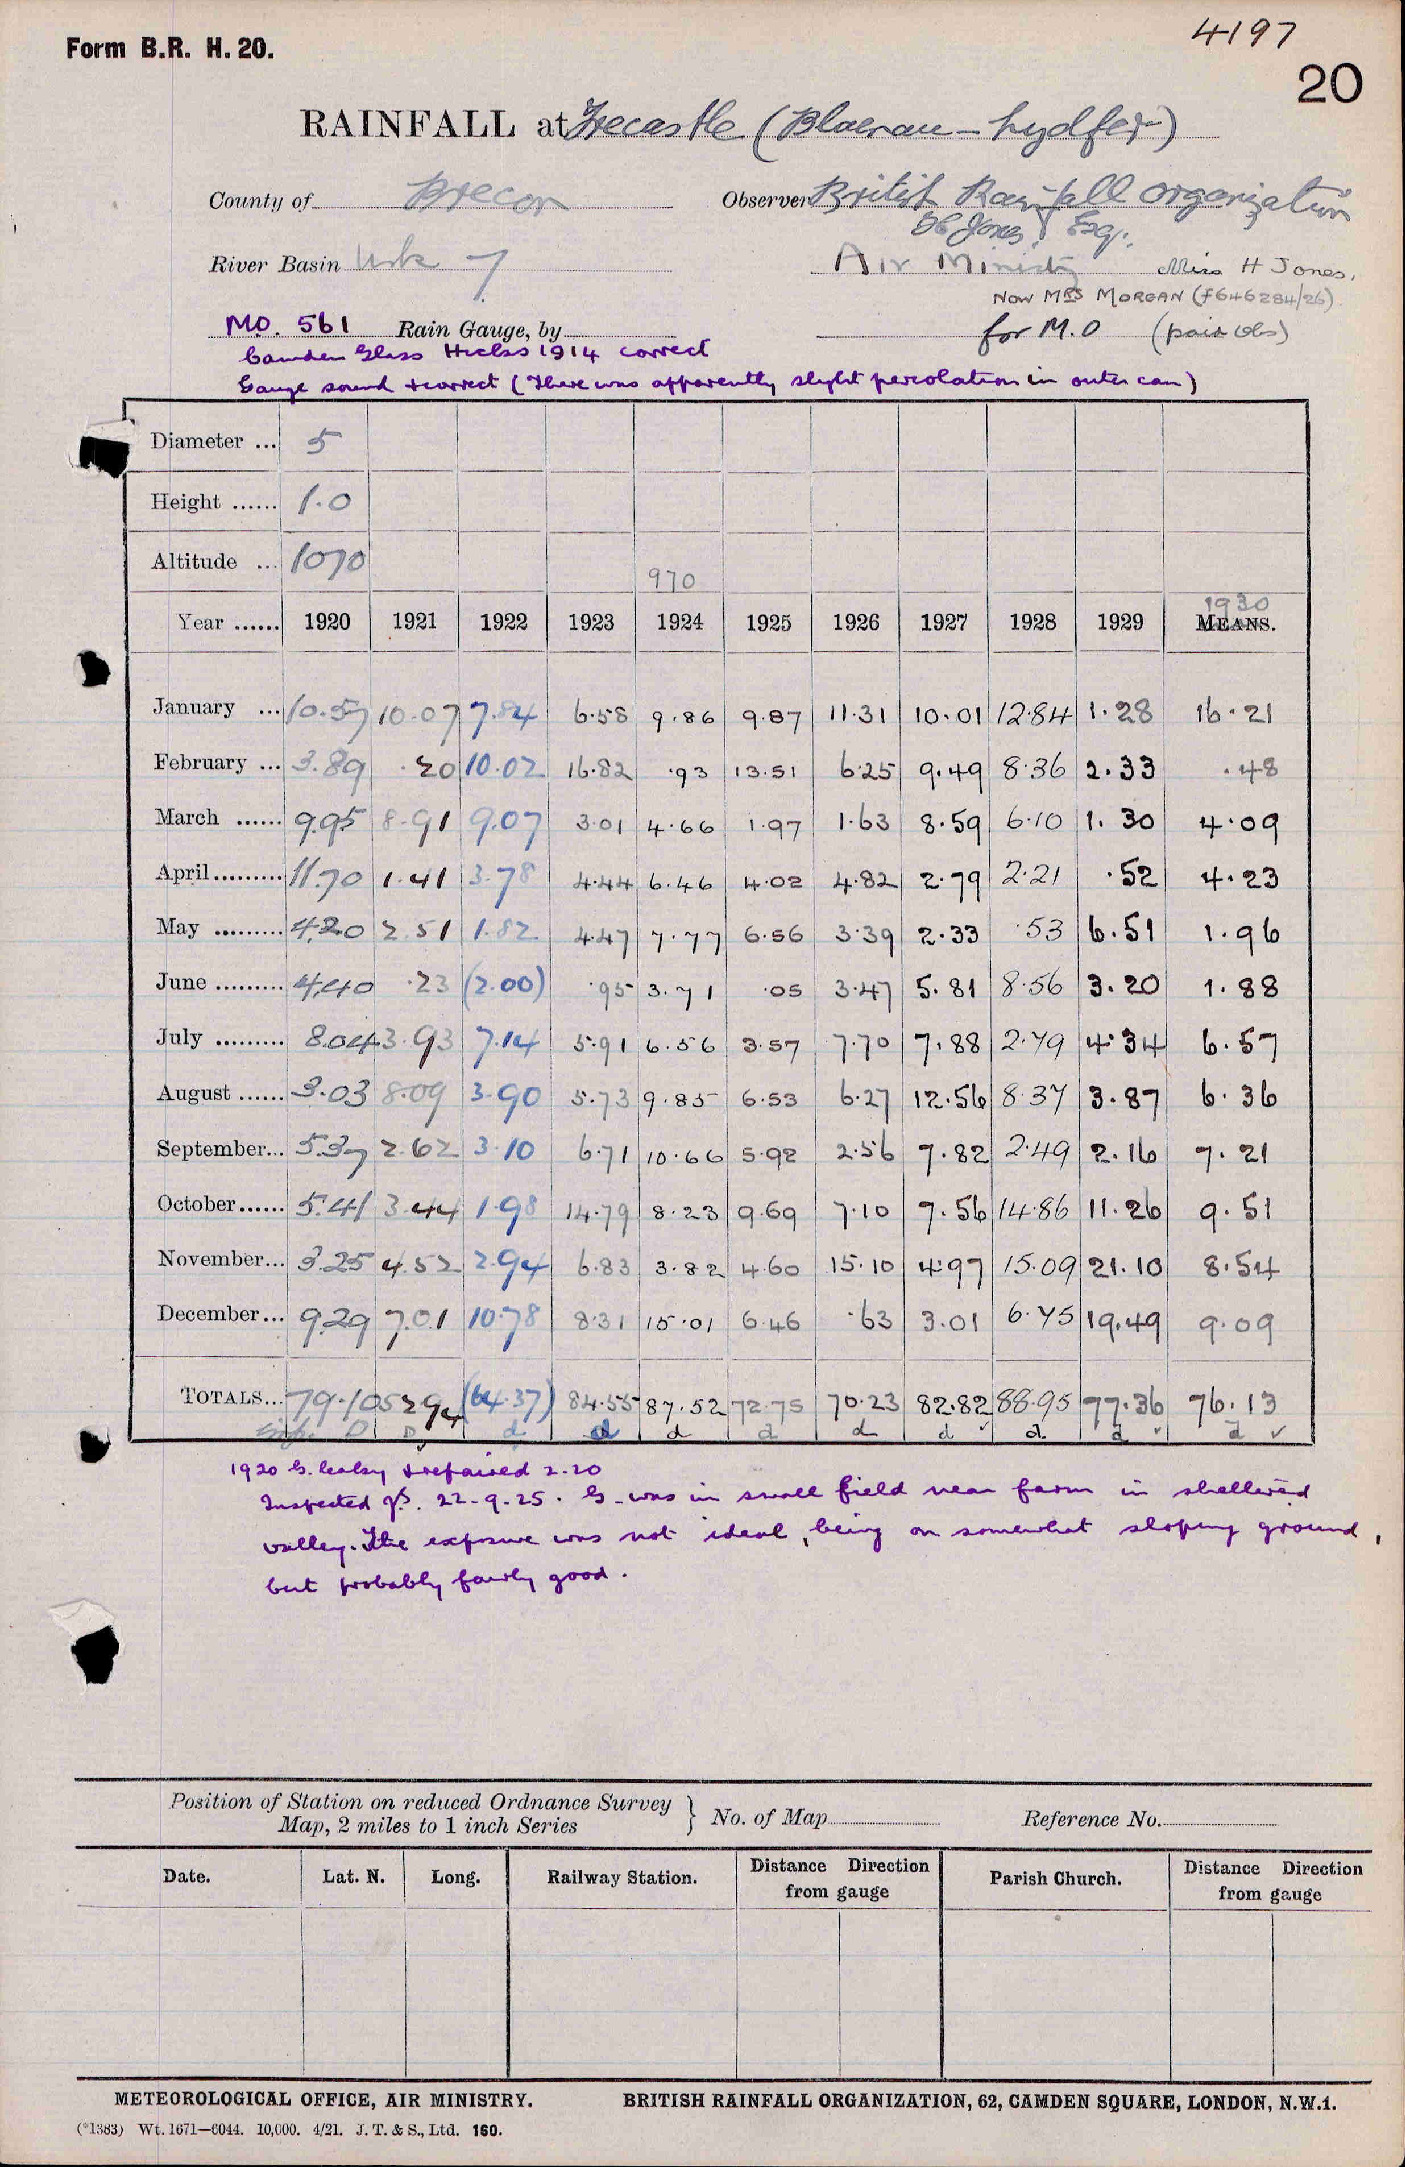 4197
Form B.R. H. 20.
20
RAINFALL at Trecastle (Blaenau-hydfer)
County of Brecon Observer British Rainfall Organization
Jones Esq.
River Basin Usk 7 Air Ministry Miss H Jones,
NOW MRS MORGAN (F646284/26)
M.O. 561 Rain Gauge, by for M.O (paid obs)
Camden Glass Hicks 1914 correct
Gauge sound + correct (There was apparently slight percolation in outer can)
Diameter ... 5
Height ...... 1.0
Altitude ... 1070 970
1930
Year ...... 1920 1921 1922 1923 1924 1925 1926 1927 1928 1929 MEANS.
January ... 10.57 10.07 7.84 6.58 9.86 9.87 11.31 10.01 12.84 1.28 16.21
February ... 3.89 .20 10.02 16.82 .93 13.51 6.25 9.49 8.36 2.33 .48
March ...... 9.95 8.91 9.07 3.01 4.66 1.97 1.63 8.59 6.10 1.30 4.09
April......... 11.70 1.41 3.78 4.44 6.46 4.02 4.82 2.79 2.21 .52 4.23
May ......... 4.20 2.51 1.82 4.47 7.77 6.56 3.39 2.33 .53 6.51 1.96
June ......... 4.40 .23 (2.00) .95 3.71 .05 3.47 5.81 8.56 3.20 1.88
July ......... 8.04 3.93 7.14 5.91 6.56 3.57 7.70 7.88 2.79 4.34 6.57
August ...... 3.03 8.09 3.90 5.73 9.85 6.53 6.27 12.56 8.37 3.87 6.36
September... 5.37 2.62 3.10 6.71 10.66 5.92 2.56 7.82 2.49 2.16 7.21
October...... 5.41 3.44 1.98 14.79 8.23 9.69 7.10 7.56 14.86 11.26 9.51
November... 3.25 4.52 2.94 6.83 3.82 4.60 15.10 4.97 15.09 21.10 8.54
December... 9.29 7.01 10.78 8.31 15.01 6.46 .63 3.01 6.75 19.49 9.09
TOTALS... 79.10 52.94 (64.37) 84.55 87.52 72.75 70.23 82.82 88.95 77.36 76.13
D D d d d d d d d d d
1920 G. leaky + repaired 2.20
Inspected 22-9-25. G. was in small field near farm in sheltered
valley. The exposure was not ideal, being on somewhat sloping ground,
but probably fairly good.
Position of Station on reduced Ordnance Survey
Map, 2 miles to 1 inch Series } No. of Map Reference No.
Date. Lat. N. Long. Railway Station. Distance Direction from gauge Parish Church. Distance Direction from gauge
METEOROLOGICAL OFFICE, AIR MINISTRY. BRITISH RAINFALL ORGANIZATION, 62, CAMDEN SQUARE, LONDON, N.W.1.
(*1383) Wt. 1671—6044. 10,000. 4/21. J. T. & S., Ltd. 160.